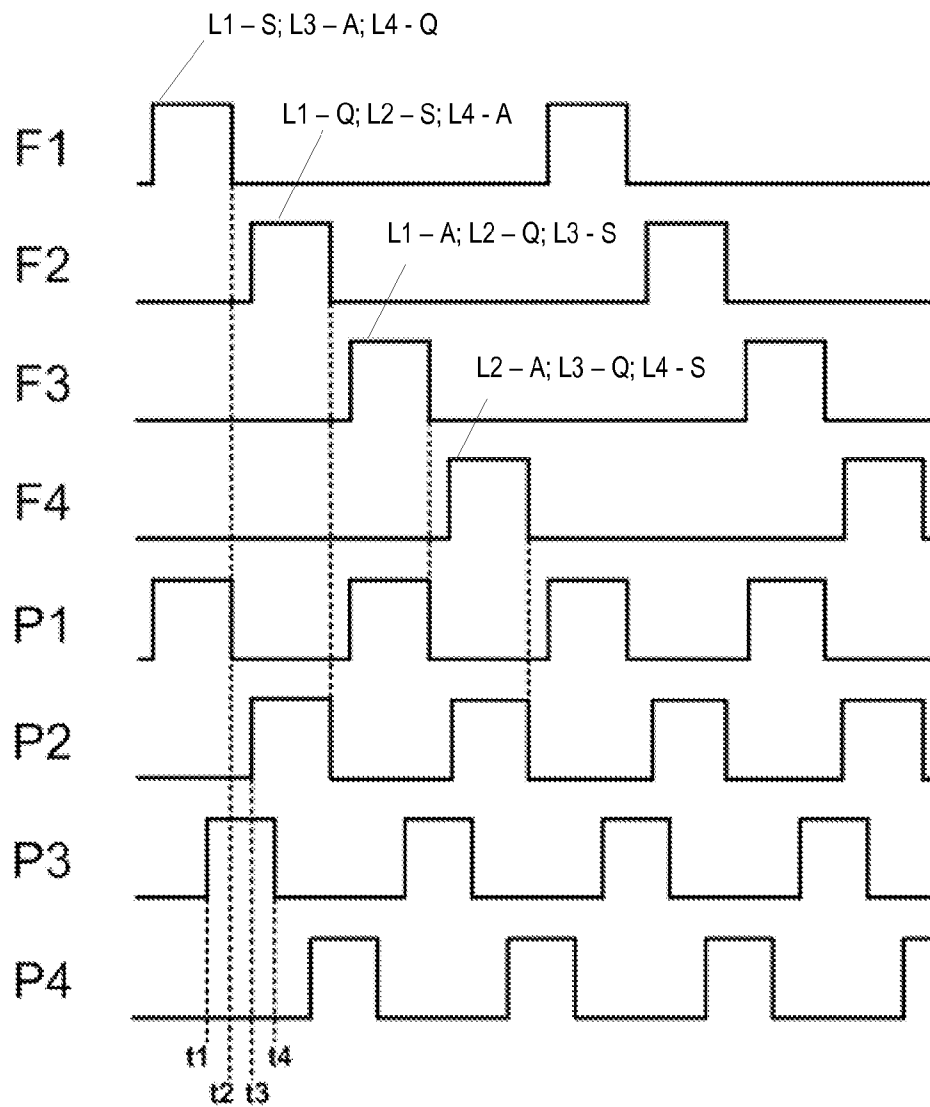 L1 – S; L3 – A; L4 - Q
F1
L1 – Q; L2 – S; L4 - A
F2
L1 – A; L2 – Q; L3 - S
F3
L2 – A; L3 – Q; L4 - S
F4
P1
P2
P3
P4
t1 t4
t2 t3